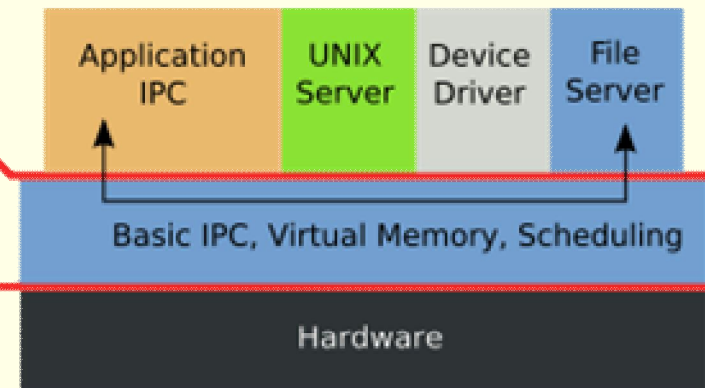 Application
IPC
UNIX
Server
Device
Driver
File
Server
Basic IPC, Virtual Memory, Scheduling
Hardware